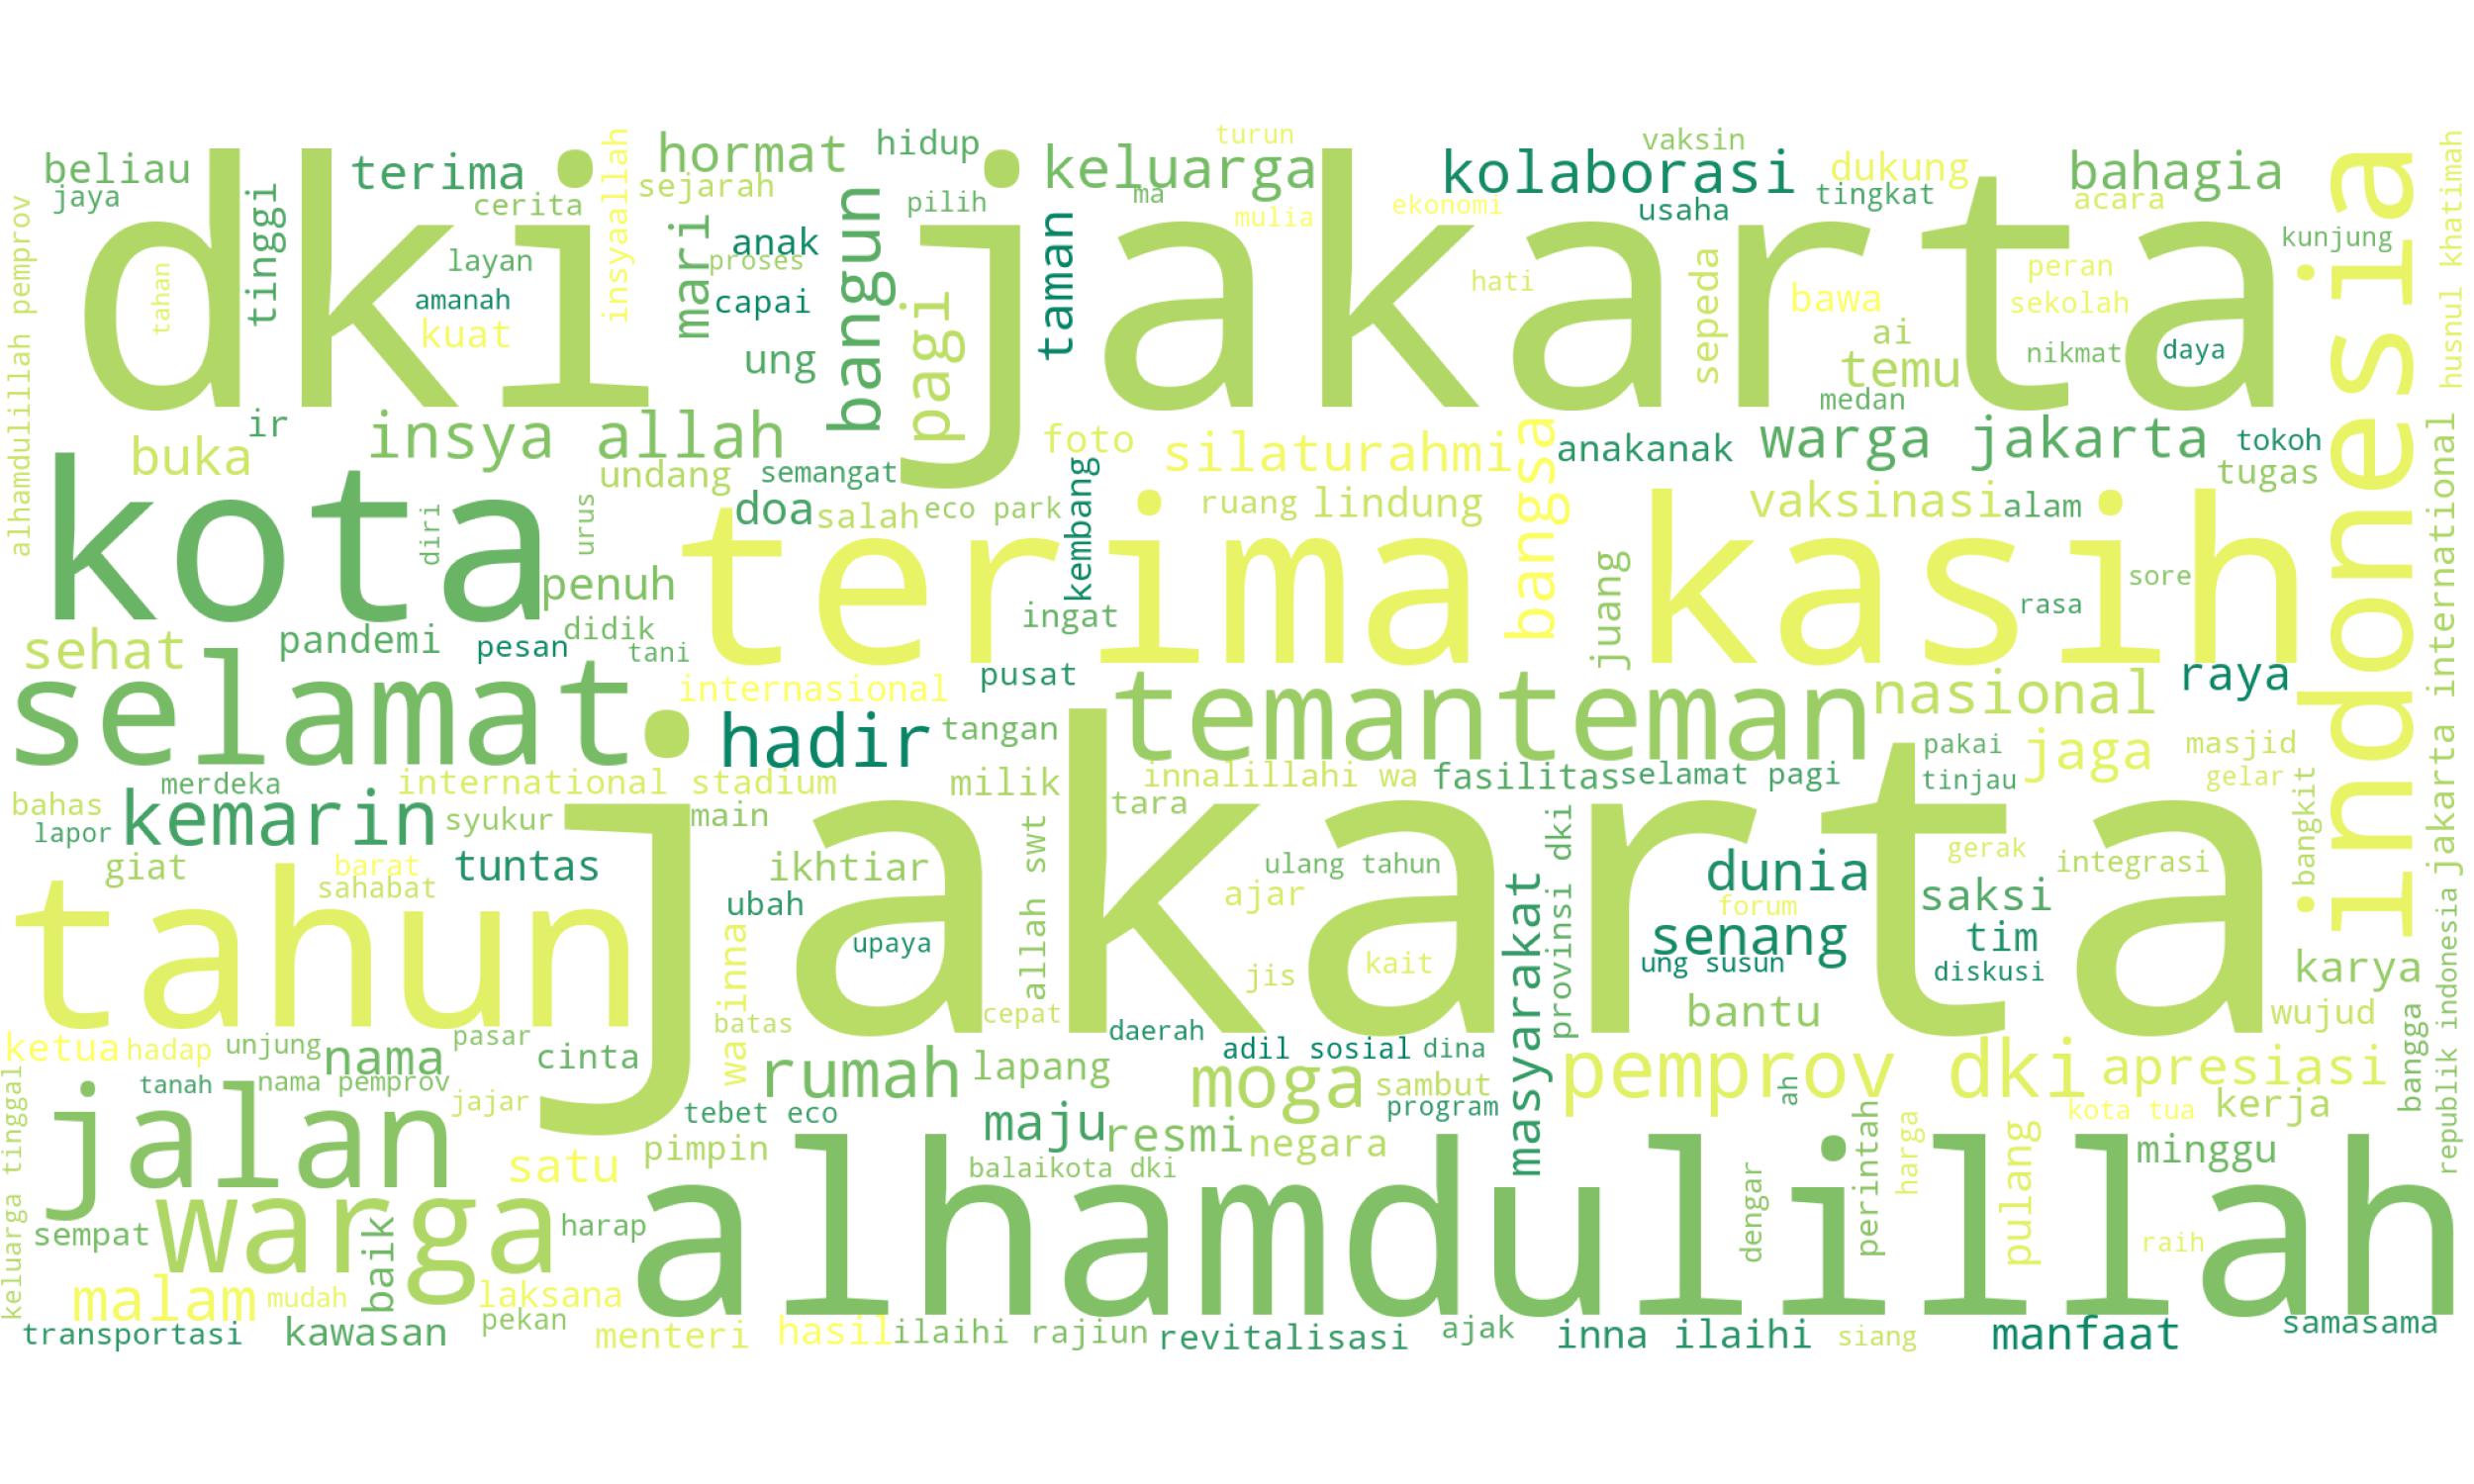 dki jakarta
indonesia
kota
terima kasih
selamat
temanteman
tahun
jakarta
jalan
warga
alhamdulillah
beliau
jaya
terima
tinggi
cerita
insyaallah
hormat
sejarah
hidup
pilih
keluarga
ma
turun
mulia
ekonomi
kolaborasi
vaksin
usaha
dukung
tingkat
bahagia
acara
kunjung
husnul khatimah
alhamdulillah pemprov
tahan
layan
amanah
kuat
mari
anak
proses
capai
ung
bangun
pagi
taman
hati
sepeda
bawa
ai
temu
medan
peran
sekolah
nikmat
daya
ir
buka
insya allah
undang
semangat
foto
silaturahmi
bangsa
anakanak
warga jakarta
tokoh
tugas
jakarta international
diri
urus
doa
salah
eco park
kembang
ruang
lindung
vaksinasi
alam
penuh
didik
tani
ingat
juang
sore
rasa
sehat
pandemi
pesan
internasional
pusat
nasional
raya
hadir
tangan
pakai
jaga
masjid
merdeka
international stadium
milik
innalillahi wa
fasilitas
selamat pagi
tinjau
gelar
bahas
lapor
kemarin
syukur
main
tara
bangkit
giat
barat
sahabat
tuntas
ikhtiar
allah swt
ulang tahun
provinsi dki
dunia
gerak
integrasi
ubah
ajar
masyarakat
forum
saksi
upaya
wa inna
senang
tim
jis
kait
ung susun
diskusi
karya
republik indonesia
batas
cepat
bantu
wujud
ketua
hadap
unjung
nama
pasar
cinta
daerah
adil sosial
dina
bangga
tanah
nama pemprov
jajar
rumah
lapang
moga
sambut
pemprov dki
ah
apresiasi
keluarga tinggal
tebet eco
maju
program
kota tua
kerja
resmi
negara
perintah
harga
pulang
minggu
satu
pimpin
balaikota dki
dengar
sempat
baik
harap
raih
malam
mudah
laksana
transportasi
kawasan
pekan
menteri
hasil
ilaihi rajiun
revitalisasi
ajak
inna ilaihi
siang
manfaat
samasama